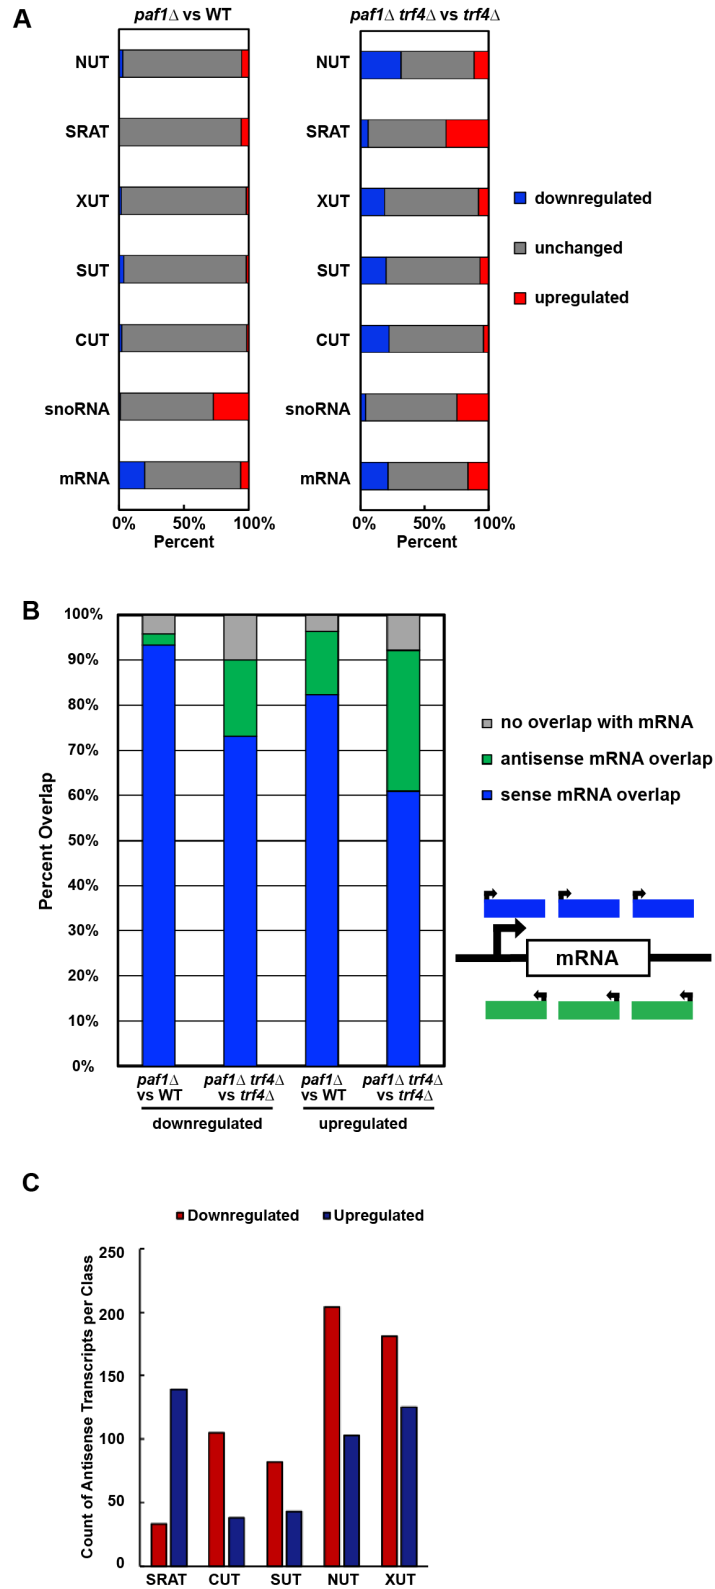 A
paf1Δ vs WT
paf1Δ trf4Δ vs trf4Δ
NUT
SRAT
XUT
SUT
CUT
snoRNA
mRNA
0% 50% 100%
Percent
NUT
SRAT
XUT
SUT
CUT
snoRNA
mRNA
0% 50% 100%
Percent
downregulated
unchanged
upregulated
B
Percent Overlap
100%
90%
80%
70%
60%
50%
40%
30%
20%
10%
0%
paf1Δ
vs WT
paf1Δ trf4Δ
vs trf4Δ
paf1Δ
vs WT
paf1Δ trf4Δ
vs trf4Δ
downregulated
upregulated
no overlap with mRNA
antisense mRNA overlap
sense mRNA overlap
mRNA
C
Downregulated Upregulated
Count of Antisense Transcripts per Class
250
200
150
100
50
0
SRAT CUT SUT NUT XUT